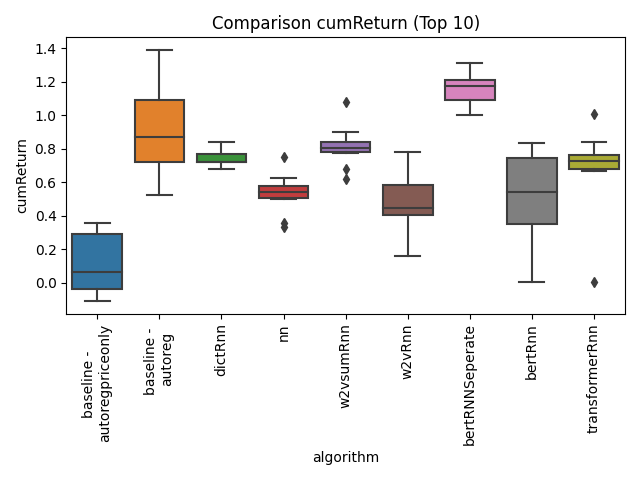 Comparison cumReturn (Top 10)
cumReturn
1.4
1.2
1.0
0.8
0.6
0.4
0.2
0.0
baseline -
autoregpriceonly
baseline -
autoreg
dictRnn
nn
w2vsumRnn
w2vRnn
bertRNNSeperate
bertRnn
transformerRnn
algorithm